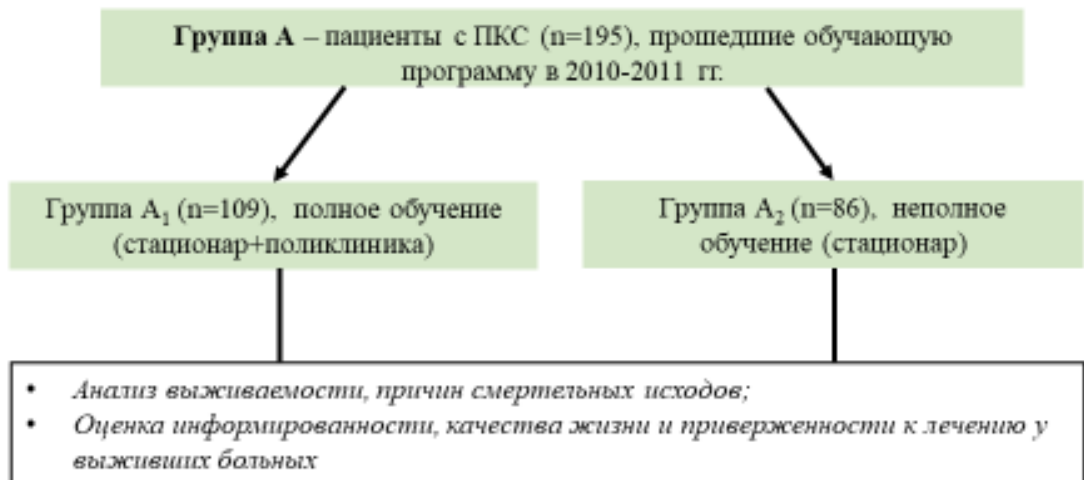 Группа А – пациенты с ПКС (n=195), прошедшие обучающую
программу в 2010-2011 гг.
Группа А₁ (n=109), полное обучение
(стационар+поликлиника)
Группа А₂ (n=86), неполное
обучение (стационар)
• Анализ выживаемости, причин смертельных исходов;
• Оценка информированности, качества жизни и приверженности к лечению у
выживших больных